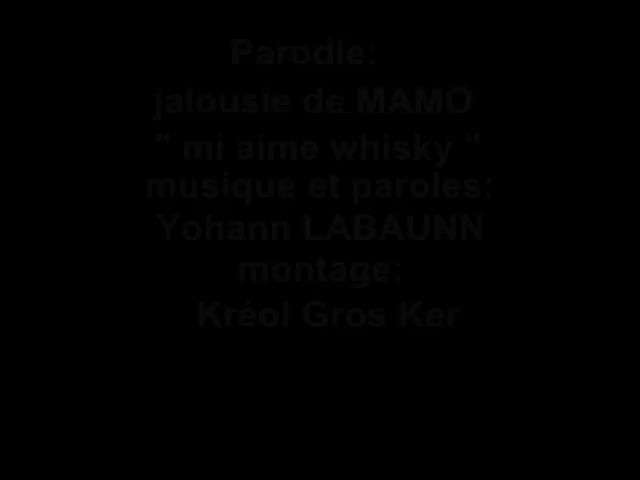 Parodie:
jalousie de MAMO
" mi aime whisky "
musique et paroles:
Yohann LABAUNN
montage:
Kréol Gros Ker